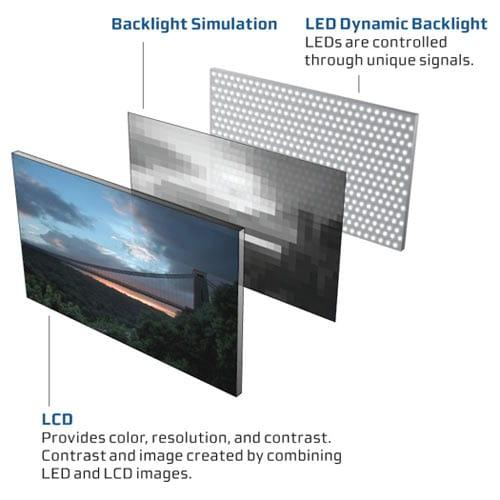 Backlight Simulation
LED Dynamic Backlight
LEDs are controlled
through unique signals.
LCD
Provides color, resolution, and contrast.
Contrast and image created by combining
LED and LCD images.